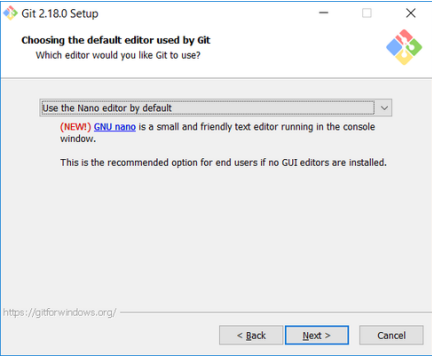 Git 2.18.0 Setup
Choosing the default editor used by Git
Which editor would you like Git to use?
Use the Nano editor by default
(NEW!) GNU nano is a small and friendly text editor running in the console
window.
This is the recommended option for end users if no GUI editors are installed.
https://gitforwindows.org/
< Back Next > Cancel